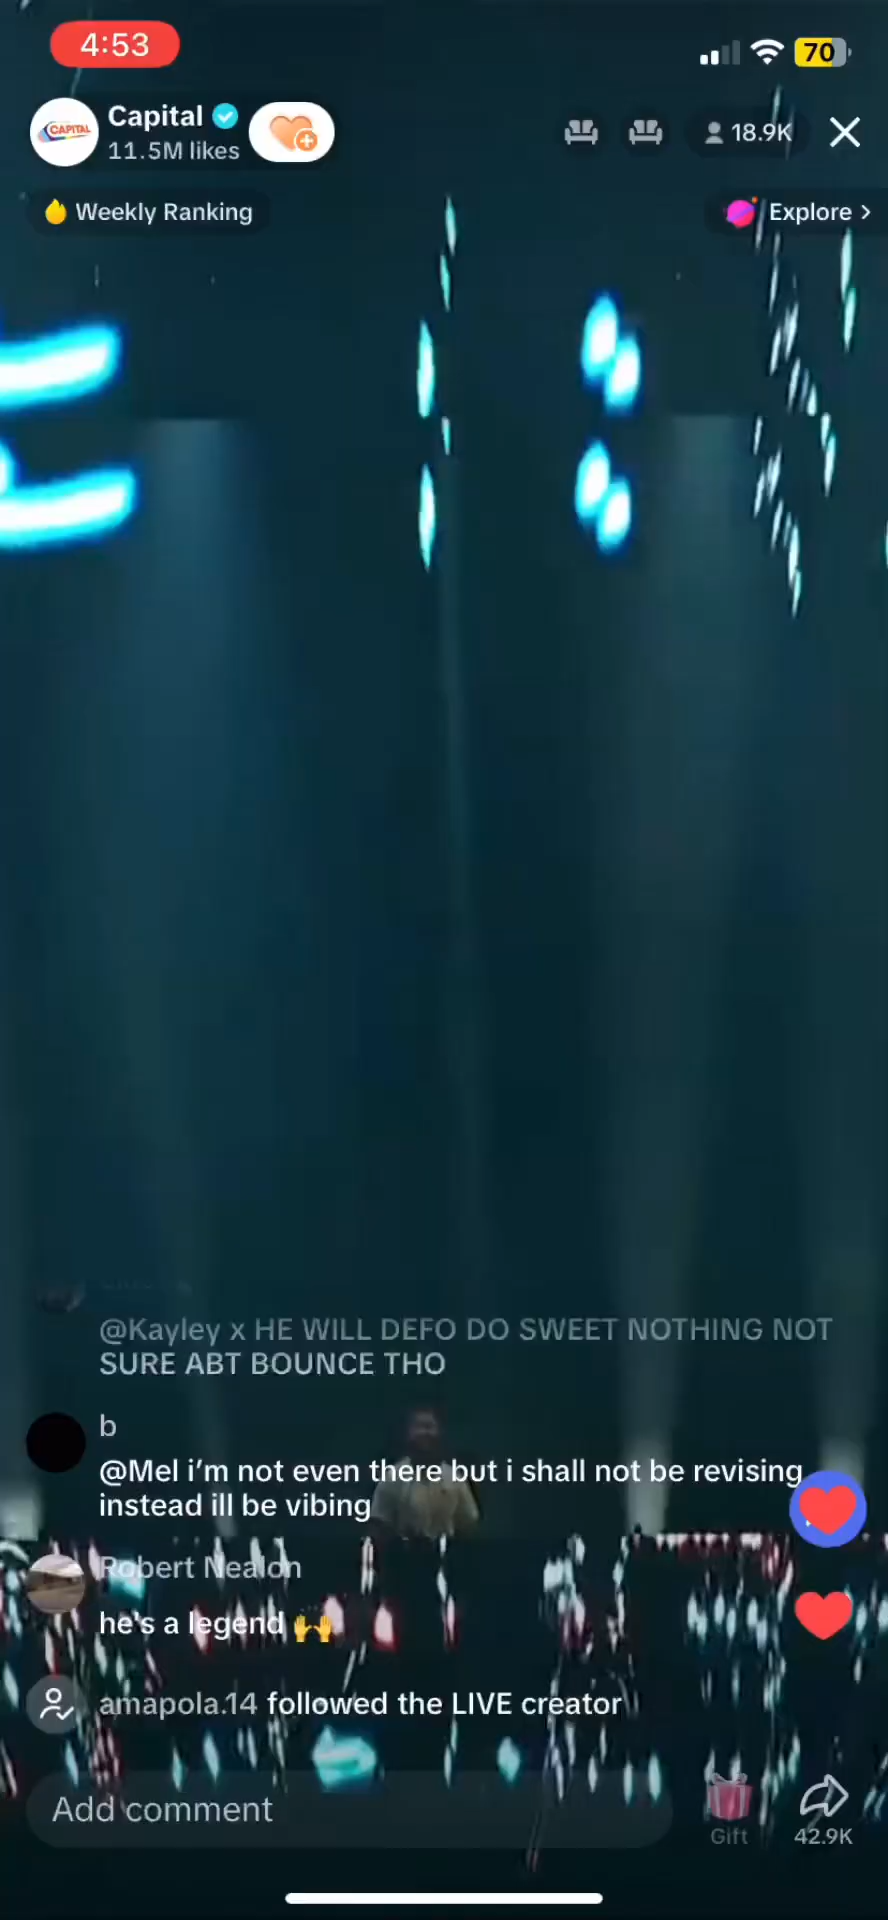 4:53
70
CAPITAL
Capital
11.5M likes
18.9K
Weekly Ranking
Explore >
@Kayley x HE WILL DEFO DO SWEET NOTHING NOT
SURE ABT BOUNCE THO
b
@Mel i'm not even there but i shall not be revising
instead ill be vibing
Robert Nealon
he's a legend 🙌
amapola.14 followed the LIVE creator
Add comment
Gift
42.9K